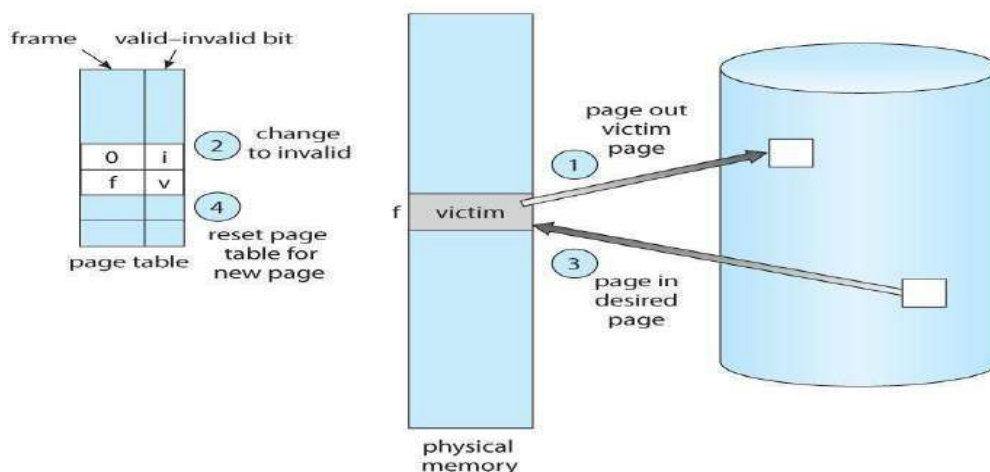 frame
valid–invalid bit
0
i
f
v
2
change
to invalid
4
reset page
table for
new page
page table
f
victim
physical
memory
1
page out
victim
page
3
page in
desired
page